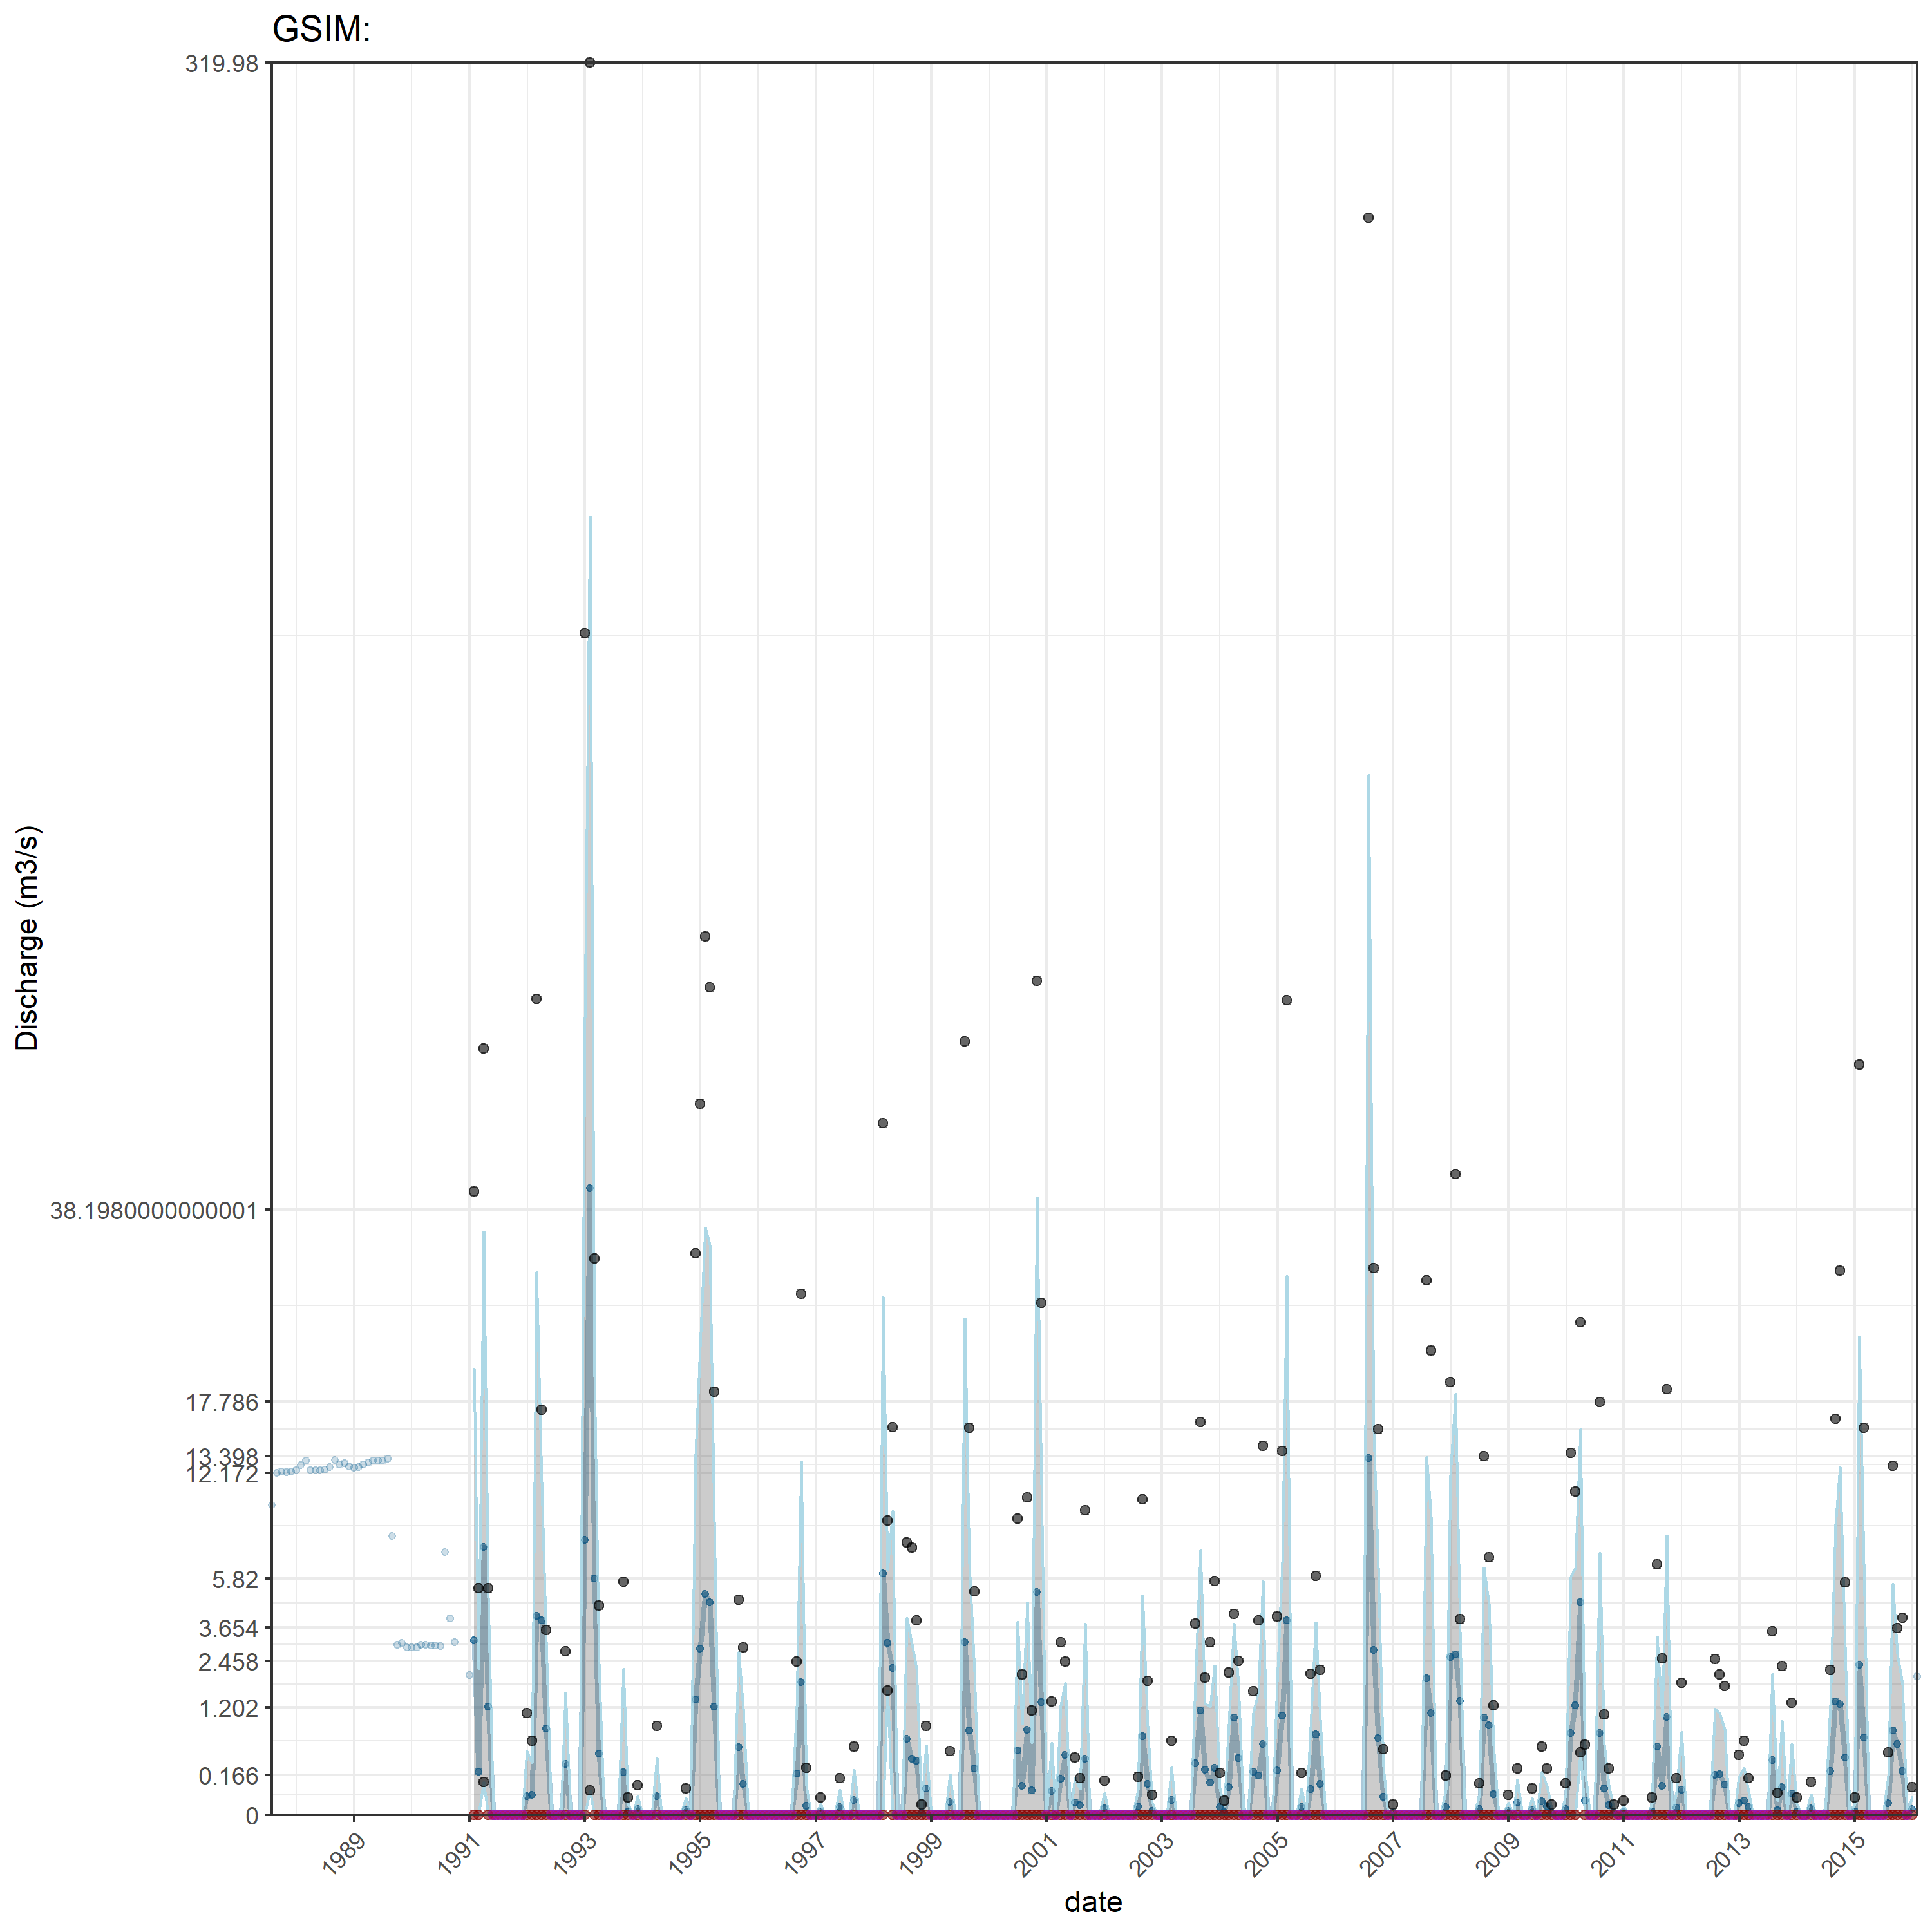 GSIM:
319.98
38.1980000000001
17.786
13.398
12.172
5.82
3.654
2.458
1.202
0.166
0
Discharge (m3/s)
1989 1991 1993 1995 1997 1999 2001 2003 2005 2007 2009 2011 2013 2015
date